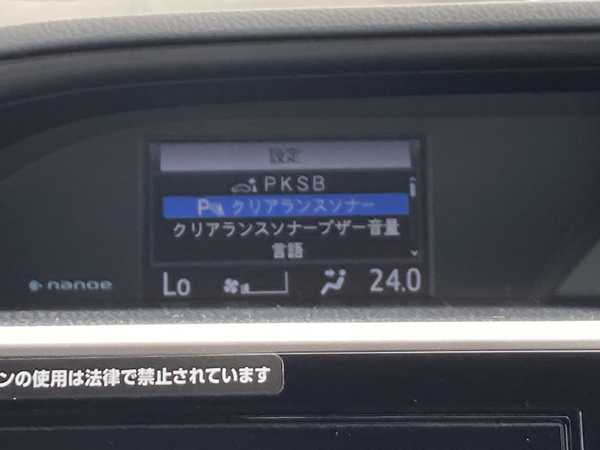 設定
PKSB
P クリアランスソナー
クリアランスソナーブザー音量
言語
nanoe Lo 24.0
ンの使用は法律で禁止されています